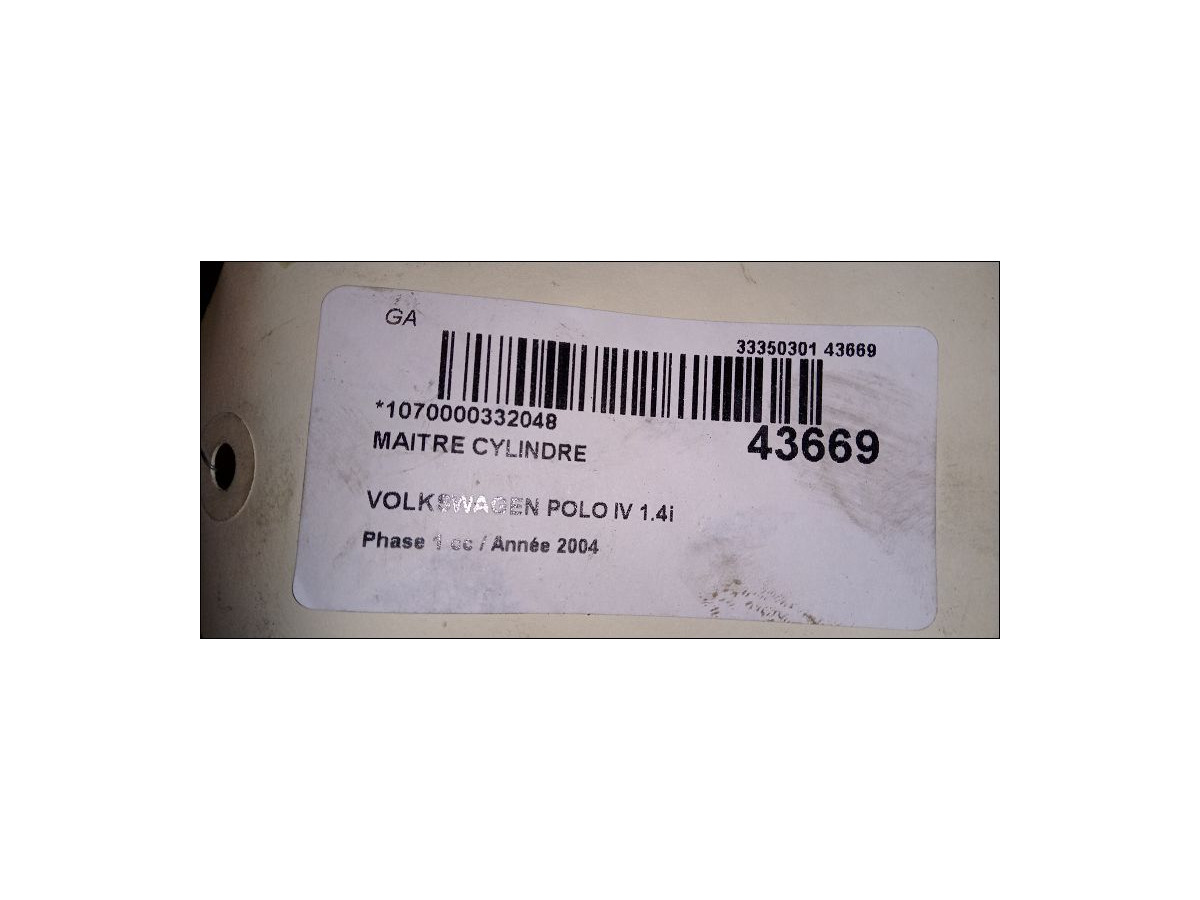 GA
33350301 43669
*1070000332048
43669
MAITRE CYLINDRE
VOLKSWAGEN POLO IV 1.4i
Phase 1 cc / Année 2004